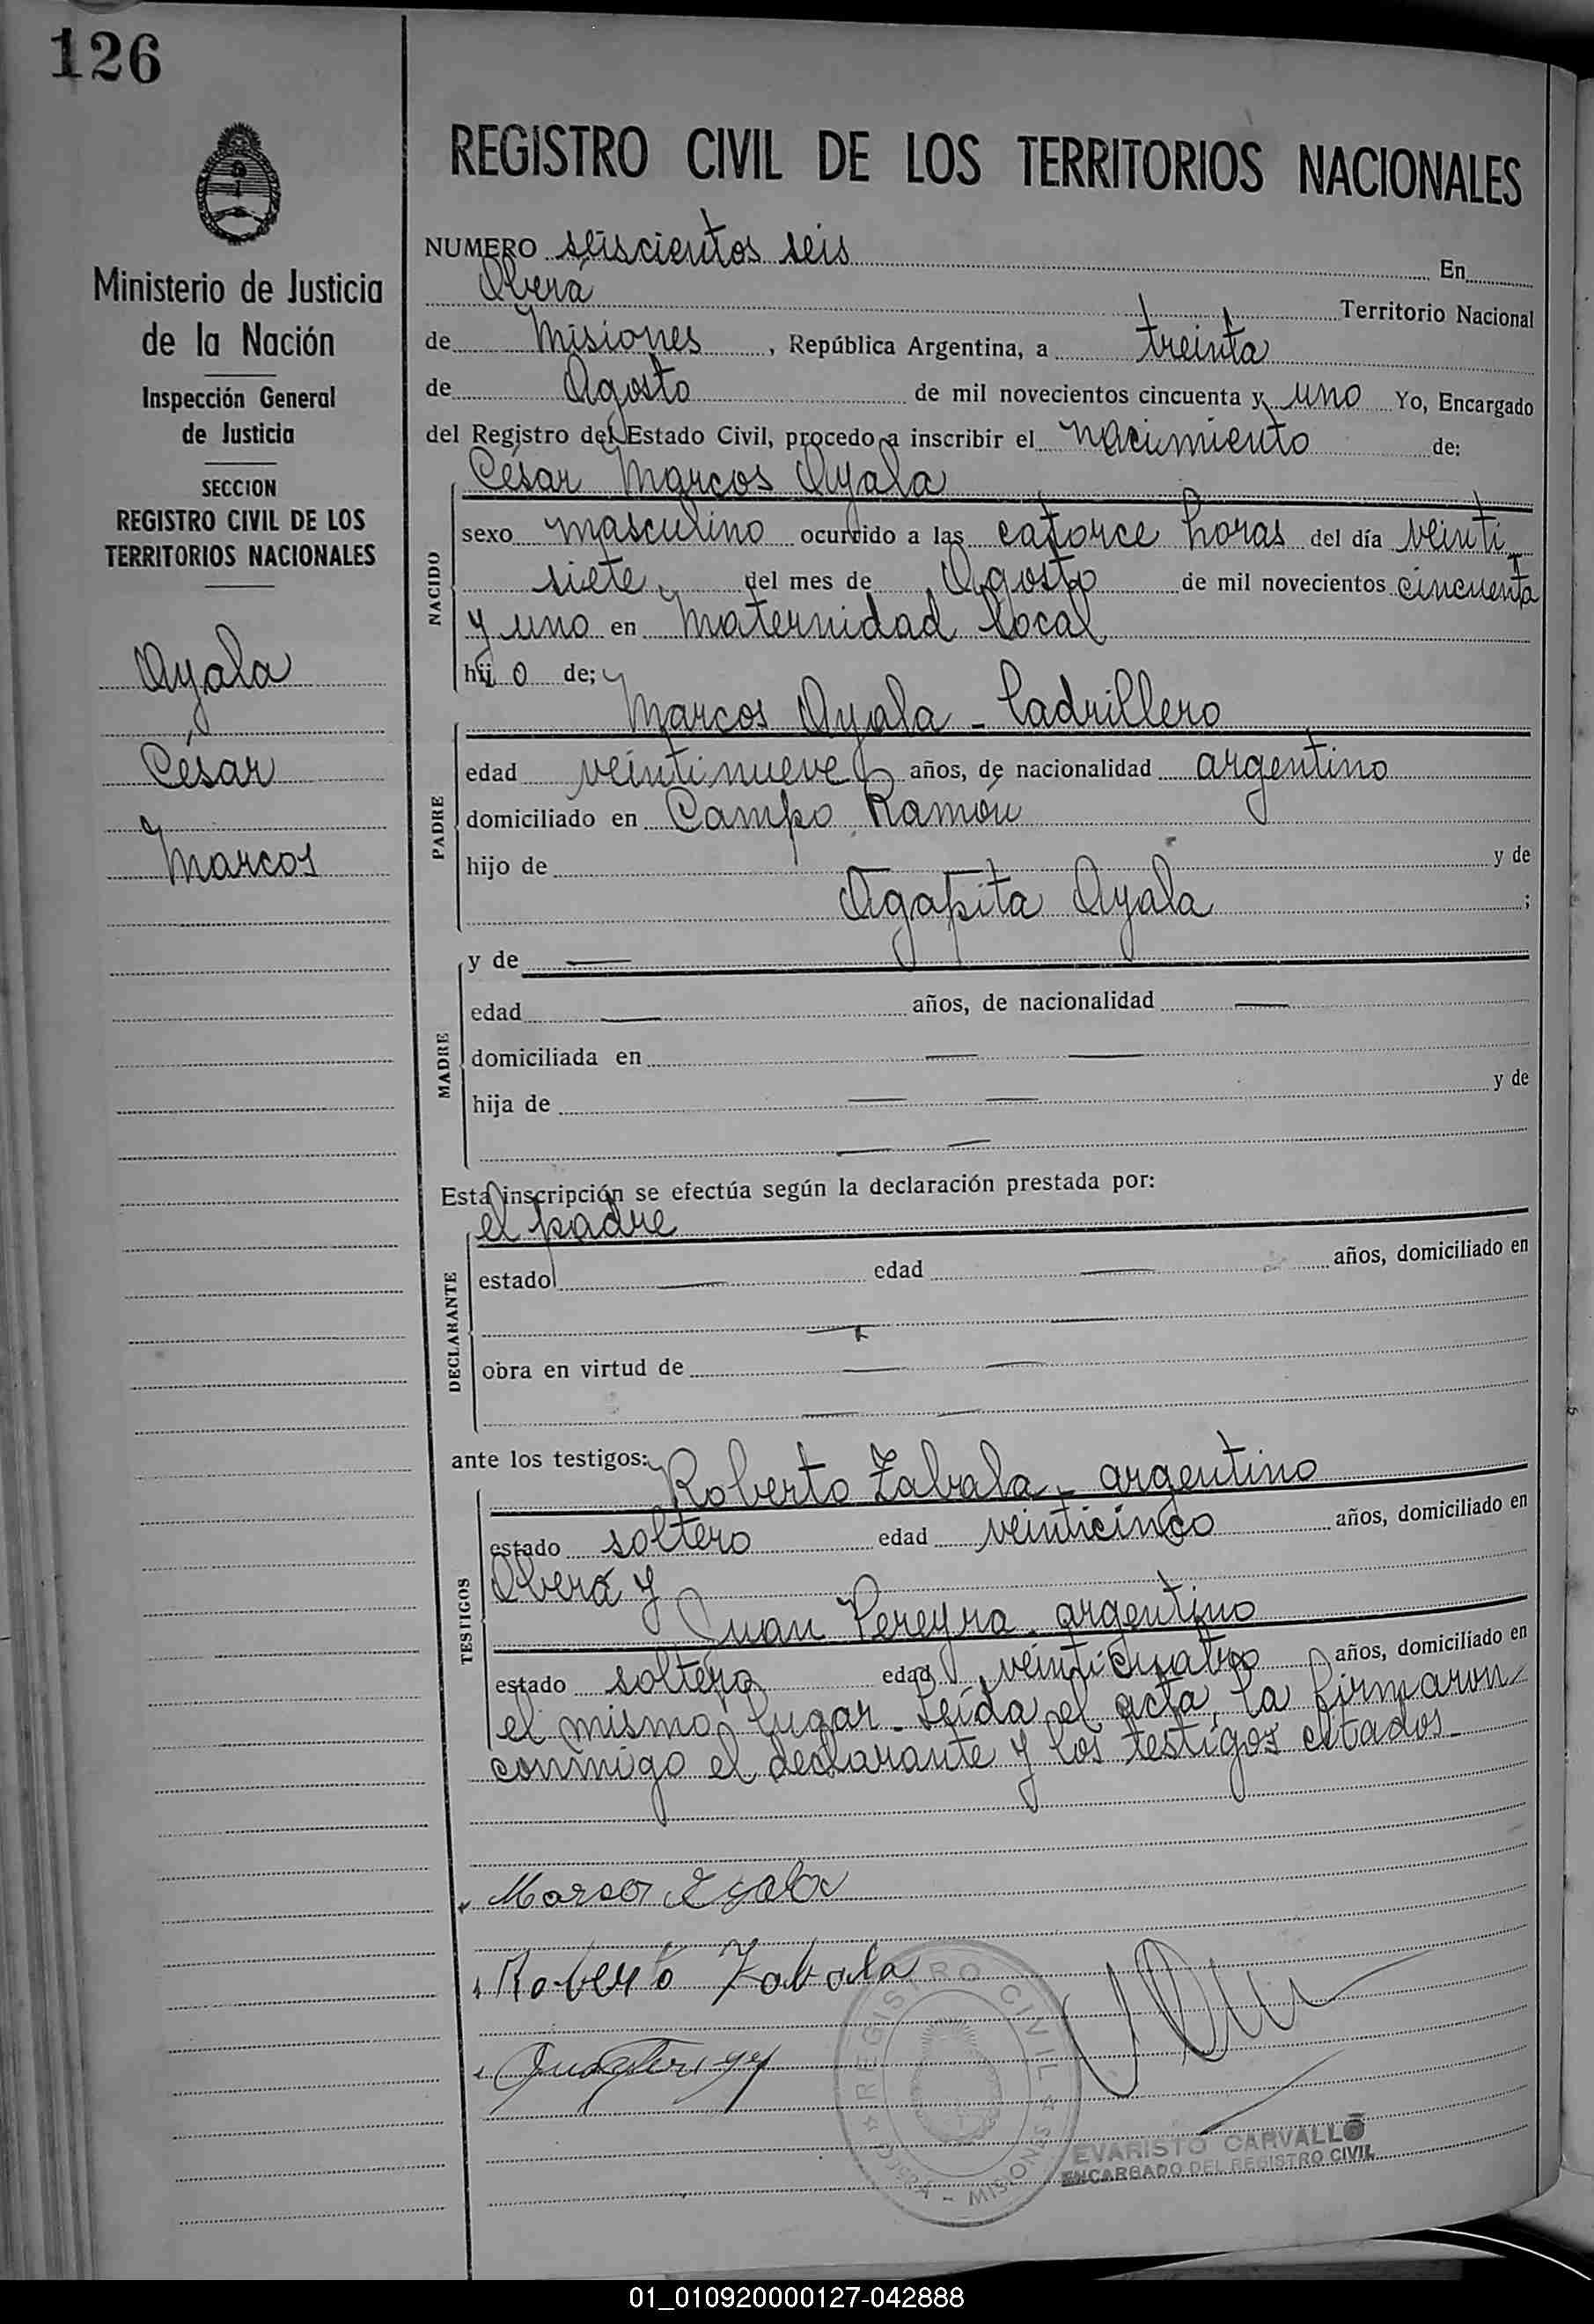 126
Ministerio de Justicia
de la Nación
Inspección General
de Justicia
SECCION
REGISTRO CIVIL DE LOS
TERRITORIOS NACIONALES
Ayala
César
Marcos
REGISTRO CIVIL DE LOS TERRITORIOS NACIONALES
NUMERO seiscientos seis En
Oberá Territorio Nacional
de Misiones, República Argentina, a treinta
de Agosto de mil novecientos cincuenta y uno Yo, Encargado
del Registro del Estado Civil, procedo a inscribir el nacimiento de:
César Marcos Ayala
NACIDO
sexo masculino ocurrido a las catorce horas del día veinti
siete del mes de Agosto de mil novecientos cincuenta
y uno en Maternidad local
hijo de;
Marcos Ayala - ladrillero
PADRE
edad veintinueve años, de nacionalidad argentino
domiciliado en Campo Ramón
hijo de y de
Agapita Ayala ;
y de —
MADRE
edad — años, de nacionalidad —
domiciliada en — —
hija de — — y de
— —
Esta inscripción se efectúa según la declaración prestada por:
el padre
DECLARANTE
estado — edad — años, domiciliado en
— —
obra en virtud de — —
— —
ante los testigos:
Roberto Zabala - argentino
TESTIGOS
estado soltero edad veinticinco años, domiciliado en
Oberá y
Juan Pereyra - argentino
estado soltero edad veinticuatro años, domiciliado en
el mismo lugar - Leída el acta, la firmaron
conmigo el declarante y los testigos citados -
Marcos Ayala
Roberto Zabala
REGISTRO CIVIL
MISIONES
EVARISTO CARVALLO
ENCARGADO DEL REGISTRO CIVIL
01_010920000127-042888